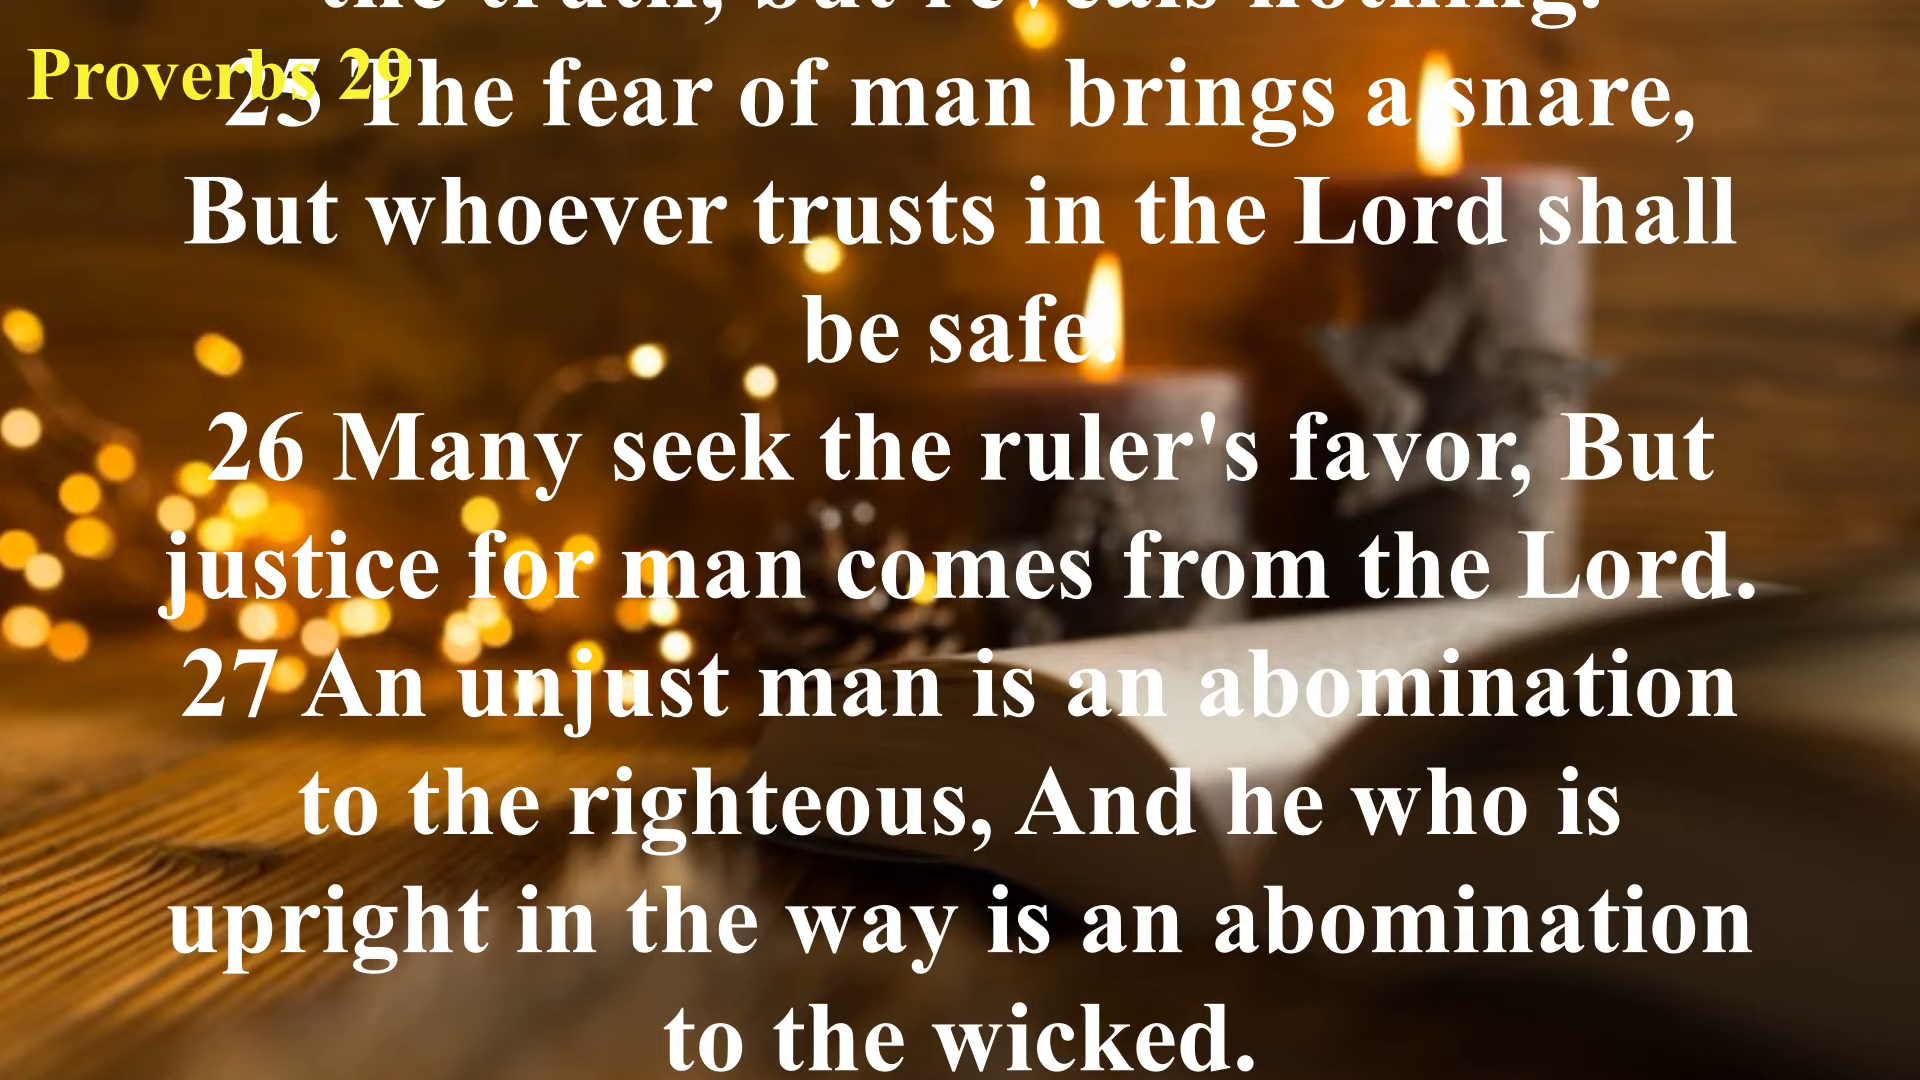 the truth, but reveals nothing.
Proverbs 29
25 The fear of man brings a snare,
But whoever trusts in the Lord shall
be safe.
26 Many seek the ruler's favor, But
justice for man comes from the Lord.
27 An unjust man is an abomination
to the righteous, And he who is
upright in the way is an abomination
to the wicked.